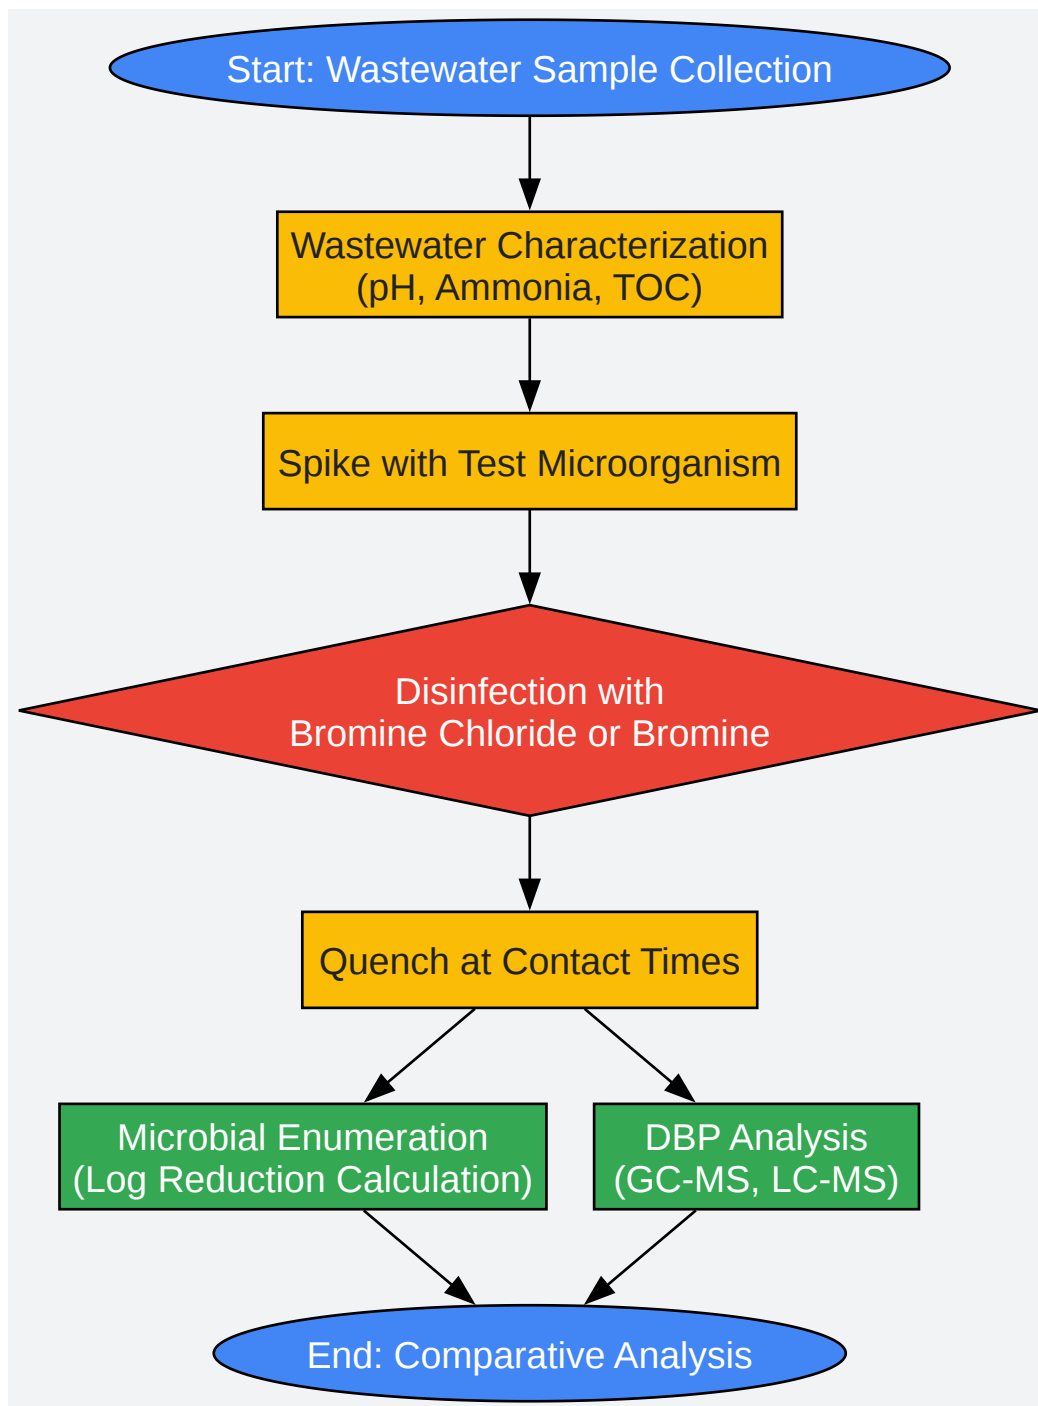 Start: Wastewater Sample Collection
Wastewater Characterization
(pH, Ammonia, TOC)
Spike with Test Microorganism
Disinfection with
Bromine Chloride or Bromine
Quench at Contact Times
Microbial Enumeration
(Log Reduction Calculation)
DBP Analysis
(GC-MS, LC-MS)
End: Comparative Analysis